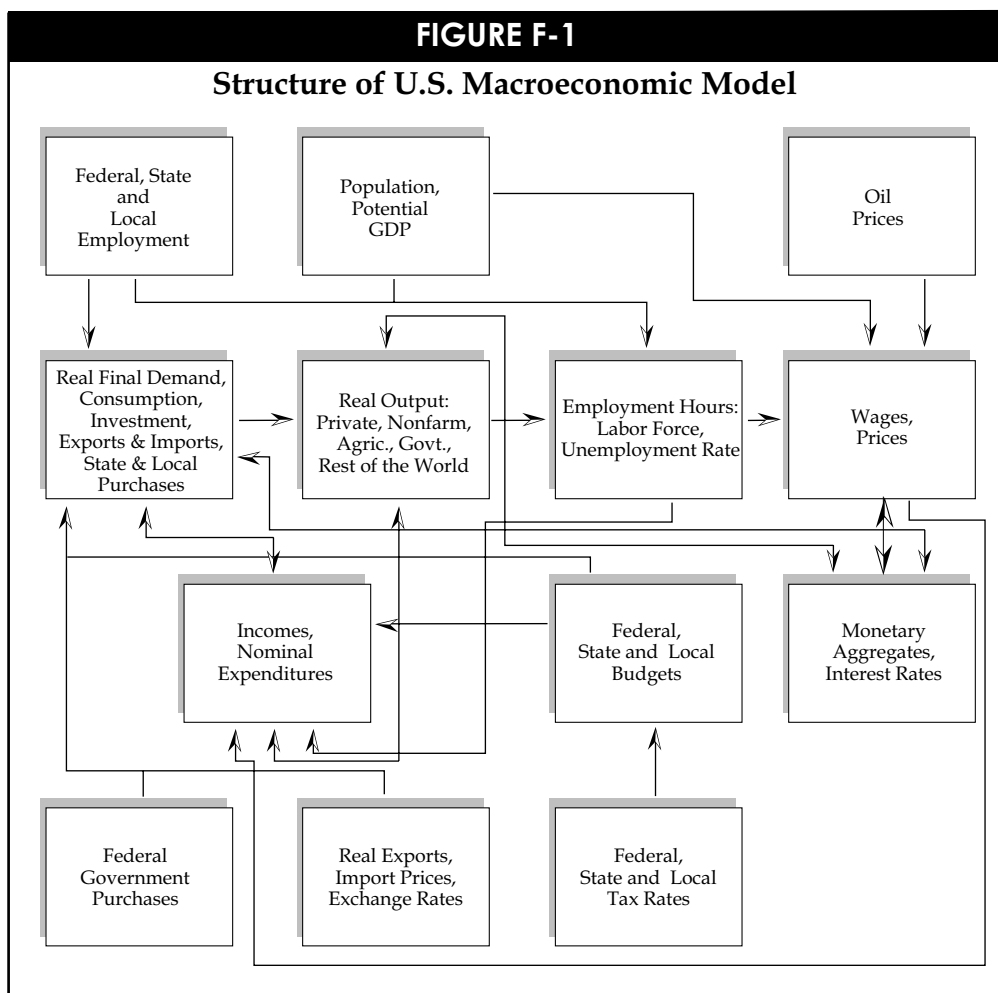 FIGURE F-1
Structure of U.S. Macroeconomic Model
Federal, State
and
Local
Employment
Population,
Potential
GDP
Oil
Prices
Real Final Demand,
Consumption,
Investment,
Exports & Imports,
State & Local
Purchases
Real Output:
Private, Nonfarm,
Agric., Govt.,
Rest of the World
Employment Hours:
Labor Force,
Unemployment Rate
Wages,
Prices
Incomes,
Nominal
Expenditures
Federal,
State and Local
Budgets
Monetary
Aggregates,
Interest Rates
Federal
Government
Purchases
Real Exports,
Import Prices,
Exchange Rates
Federal,
State and Local
Tax Rates